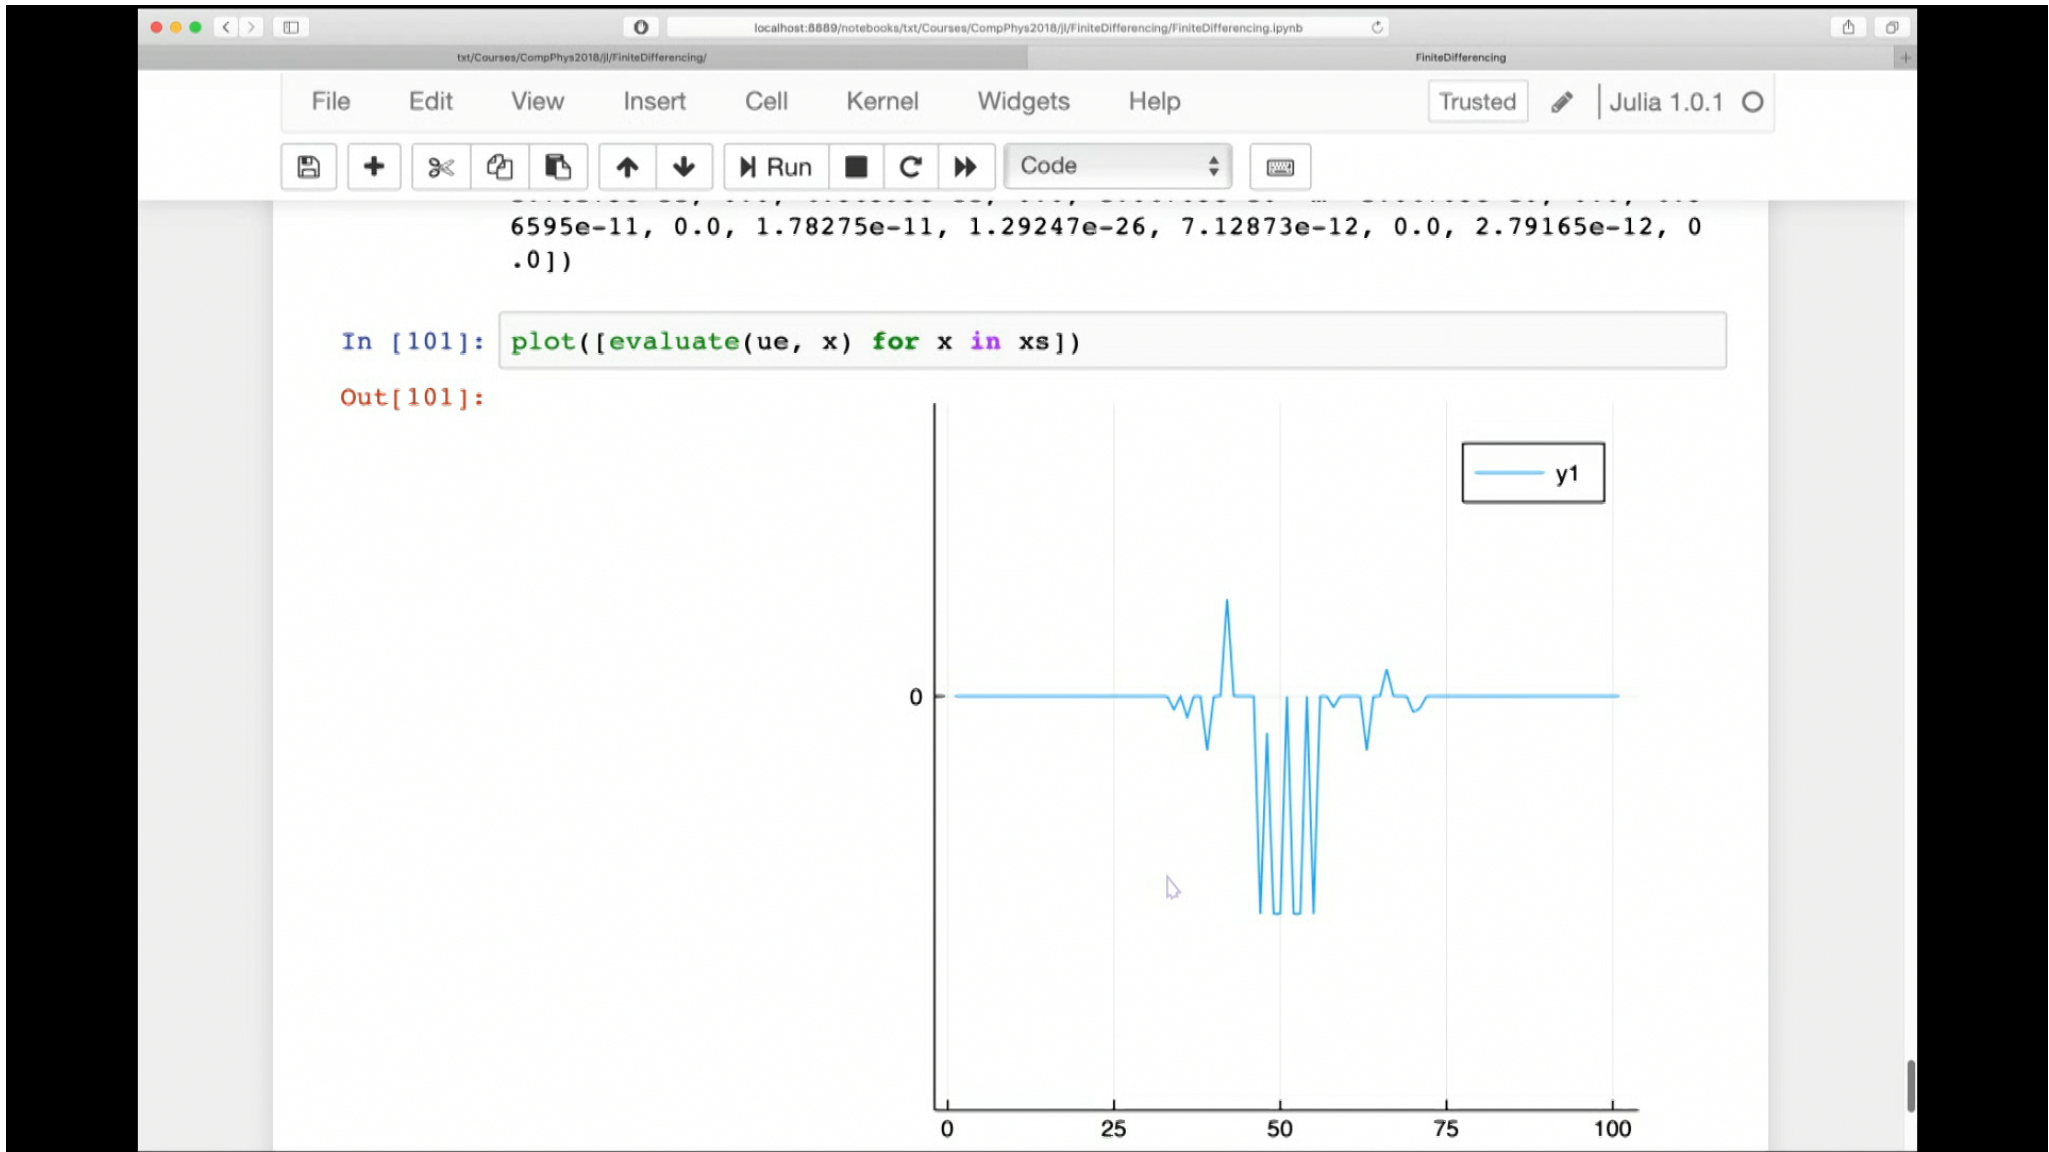 localhost:8889/notebooks/txt/Courses/CompPhys2018/jl/FiniteDifferencing/FiniteDifferencing.ipynb
txt/Courses/CompPhys2018/jl/FiniteDifferencing/ FiniteDifferencing
File Edit View Insert Cell Kernel Widgets Help Trusted Julia 1.0.1
Run Code
6595e-11, 0.0, 1.78275e-11, 1.29247e-26, 7.12873e-12, 0.0, 2.79165e-12, 0
.0])
In [101]: plot([evaluate(ue, x) for x in xs])
Out[101]:
y1
0
0 25 50 75 100